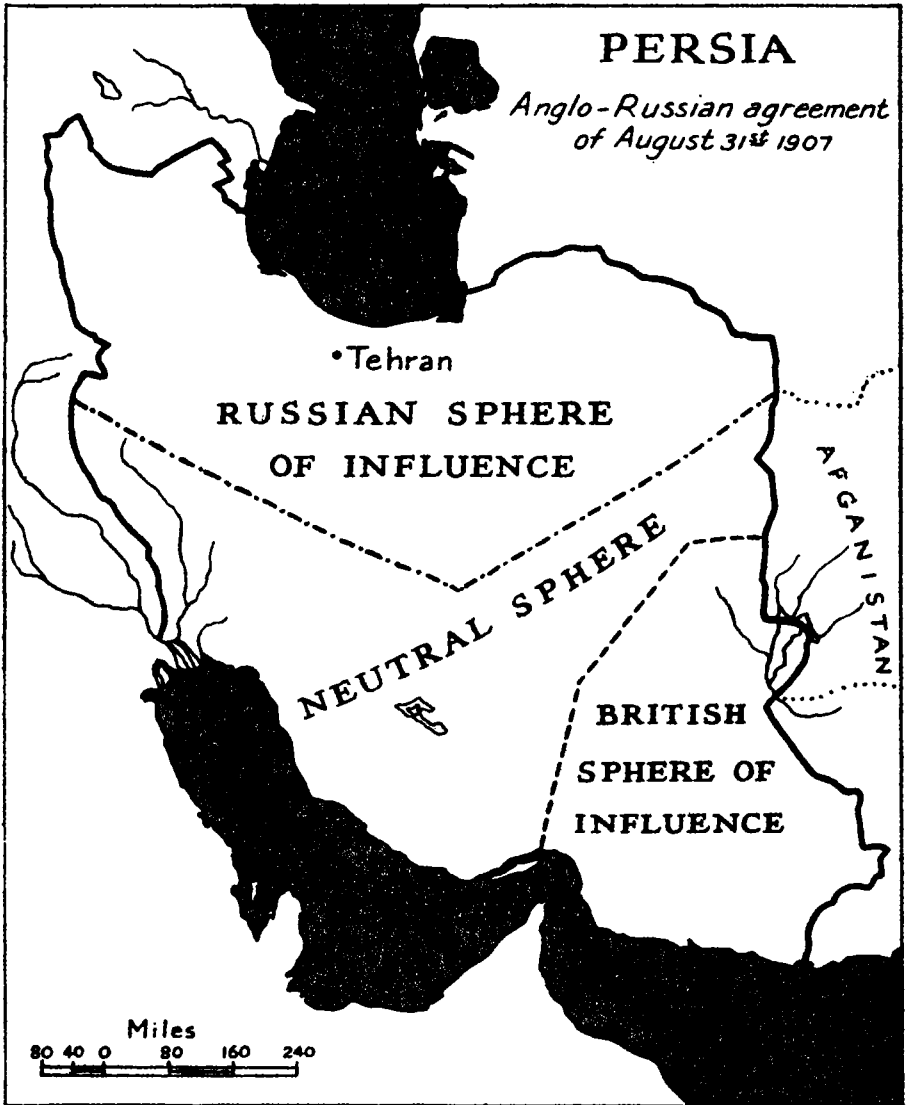 PERSIA
Anglo-Russian agreement
of August 31st 1907
•Tehran
RUSSIAN SPHERE
OF INFLUENCE
AFGANISTAN
NEUTRAL SPHERE
BRITISH
SPHERE OF
INFLUENCE
Miles
80 40 0 80 160 240